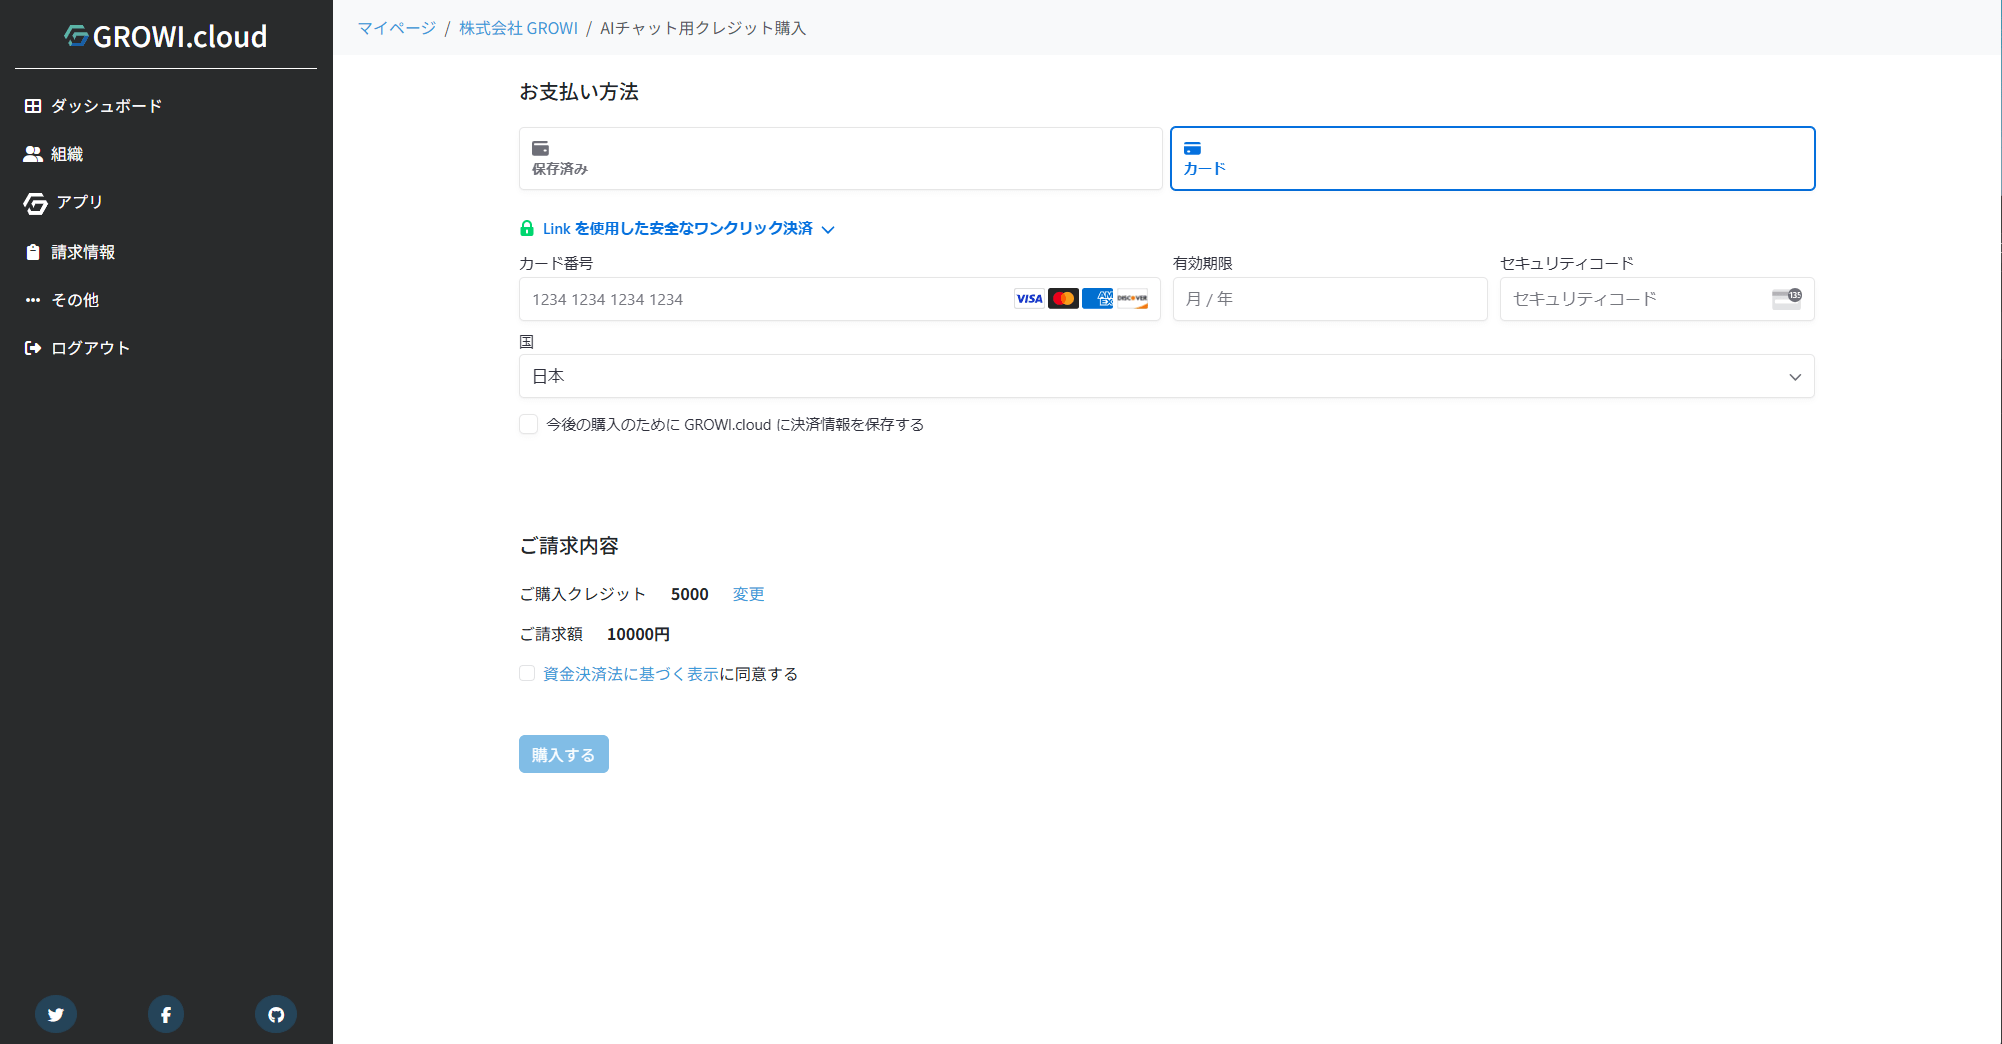 GROWI.cloud
ダッシュボード
組織
アプリ
請求情報
その他
ログアウト
マイページ / 株式会社 GROWI / AIチャット用クレジット購入
お支払い方法
保存済み
カード
Link を使用した安全なワンクリック決済
カード番号
1234 1234 1234 1234
VISA
AM
EX
DISCOVER
有効期限
月 / 年
セキュリティコード
セキュリティコード
135
国
日本
今後の購入のために GROWI.cloud に決済情報を保存する
ご請求内容
ご購入クレジット 5000 変更
ご請求額 10000円
資金決済法に基づく表示に同意する
購入する